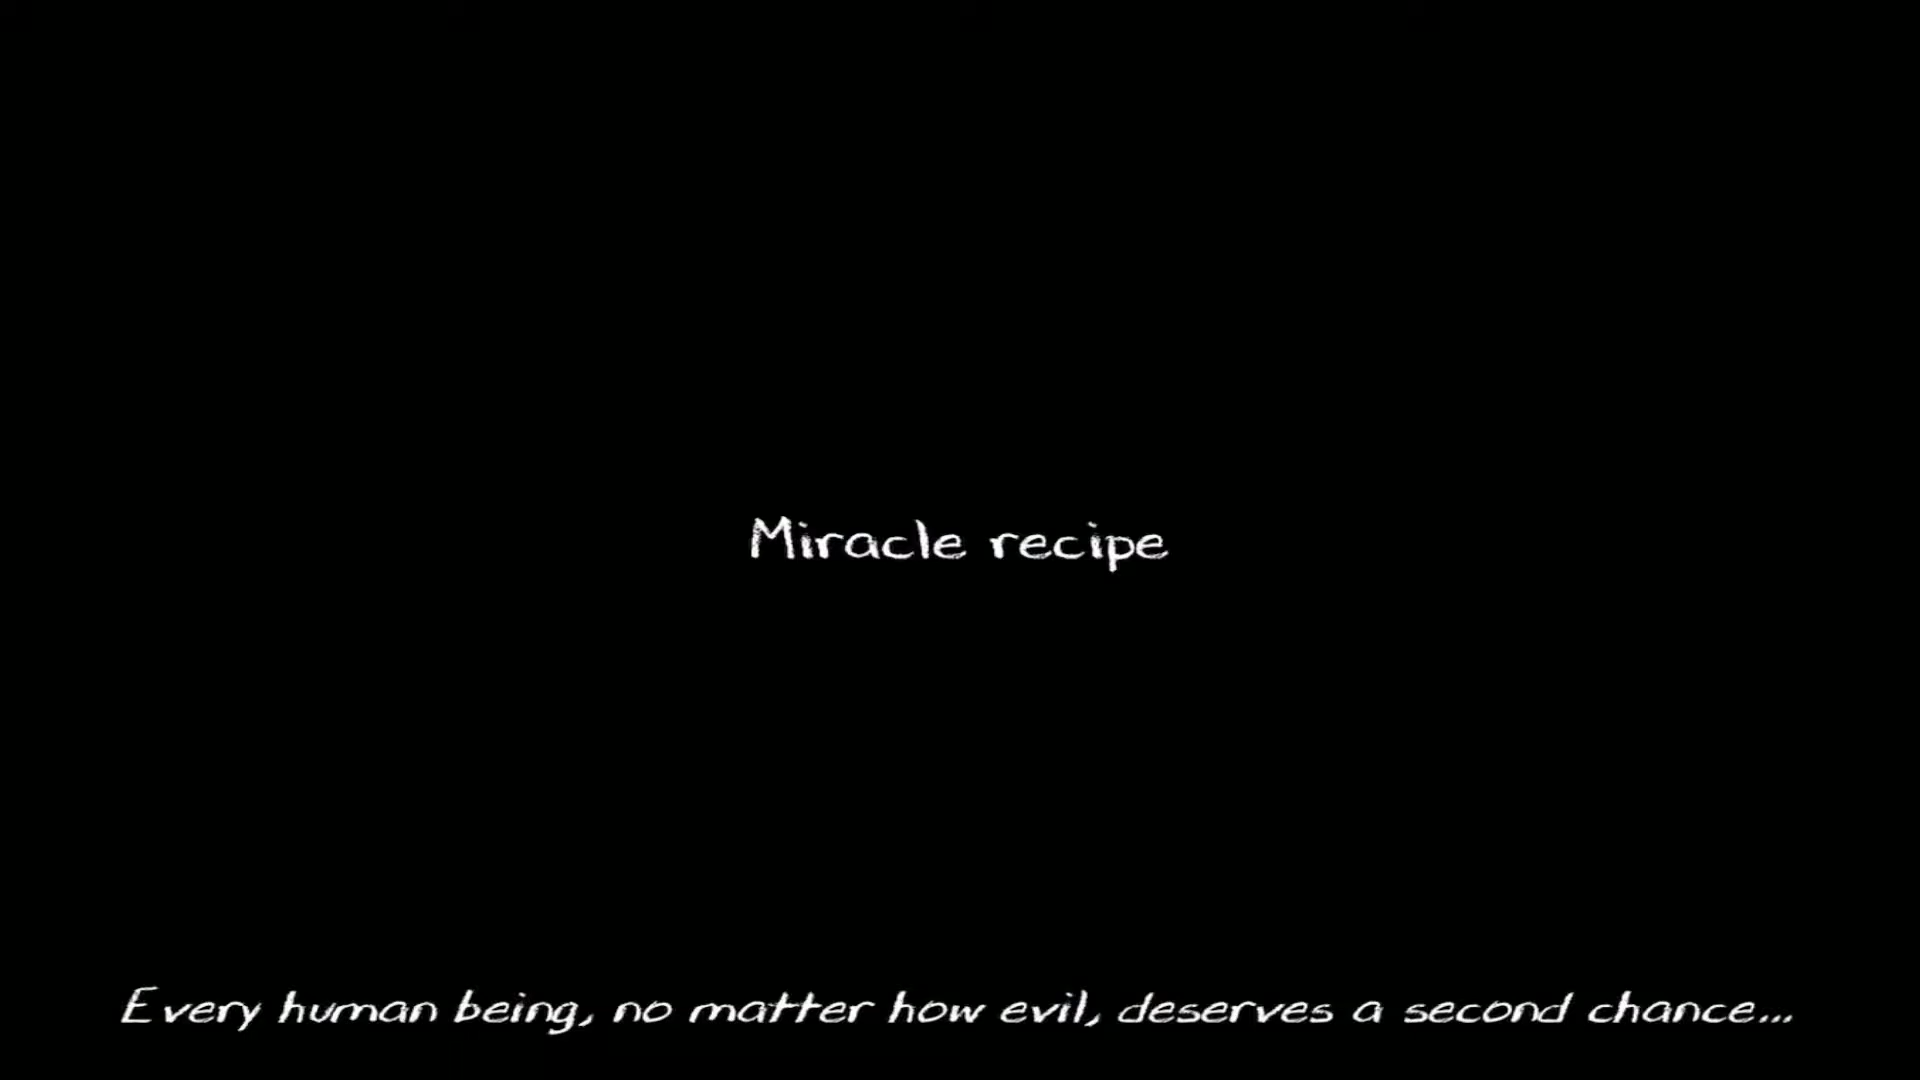 Miracle recipe
Every human being, no matter how evil, deserves a second chance...